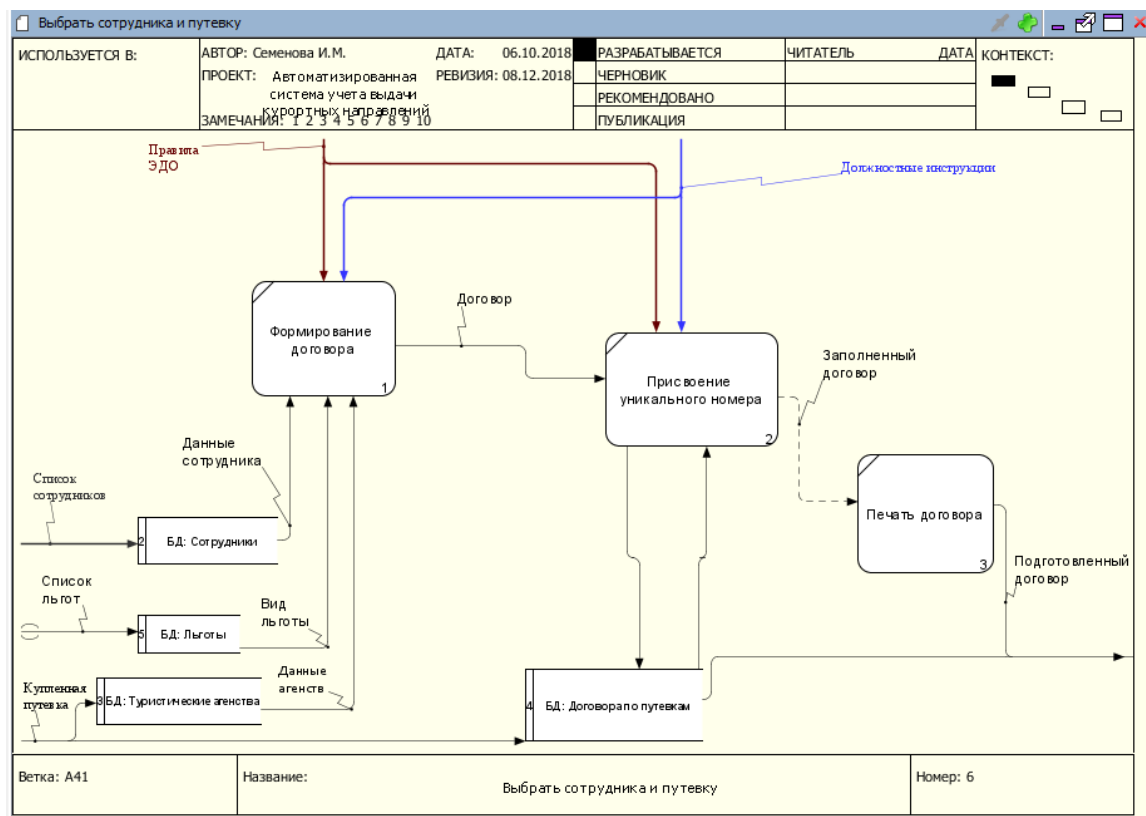 Выбрать сотрудника и путевку
ИСПОЛЬЗУЕТСЯ В:
АВТОР: Семенова И.М.
ДАТА: 06.10.2018
ПРОЕКТ: Автоматизированная
система учета выдачи
курортных направлений
РЕВИЗИЯ: 08.12.2018
ЗАМЕЧАНИЯ: 1 2 3 4 5 6 7 8 9 10
РАЗРАБАТЫВАЕТСЯ
ЧЕРНОВИК
РЕКОМЕНДОВАНО
ПУБЛИКАЦИЯ
ЧИТАТЕЛЬ ДАТА
КОНТЕКСТ:
Правила
ЭДО
Должностные инструкции
Договор
Формирование
договора
1
Заполненный
договор
Присвоение
уникального номера
2
Данные
сотрудника
Список
сотрудников
Печать договора
3
2 БД: Сотрудники
Подготовленный
договор
Список
льгот
Вид
льготы
5 БД: Льготы
Данные
агенств
Купленная
путевка
3 БД: Туристические агенства
4 БД: Договора по путевкам
Ветка: A41
Название:
Выбрать сотрудника и путевку
Номер: 6